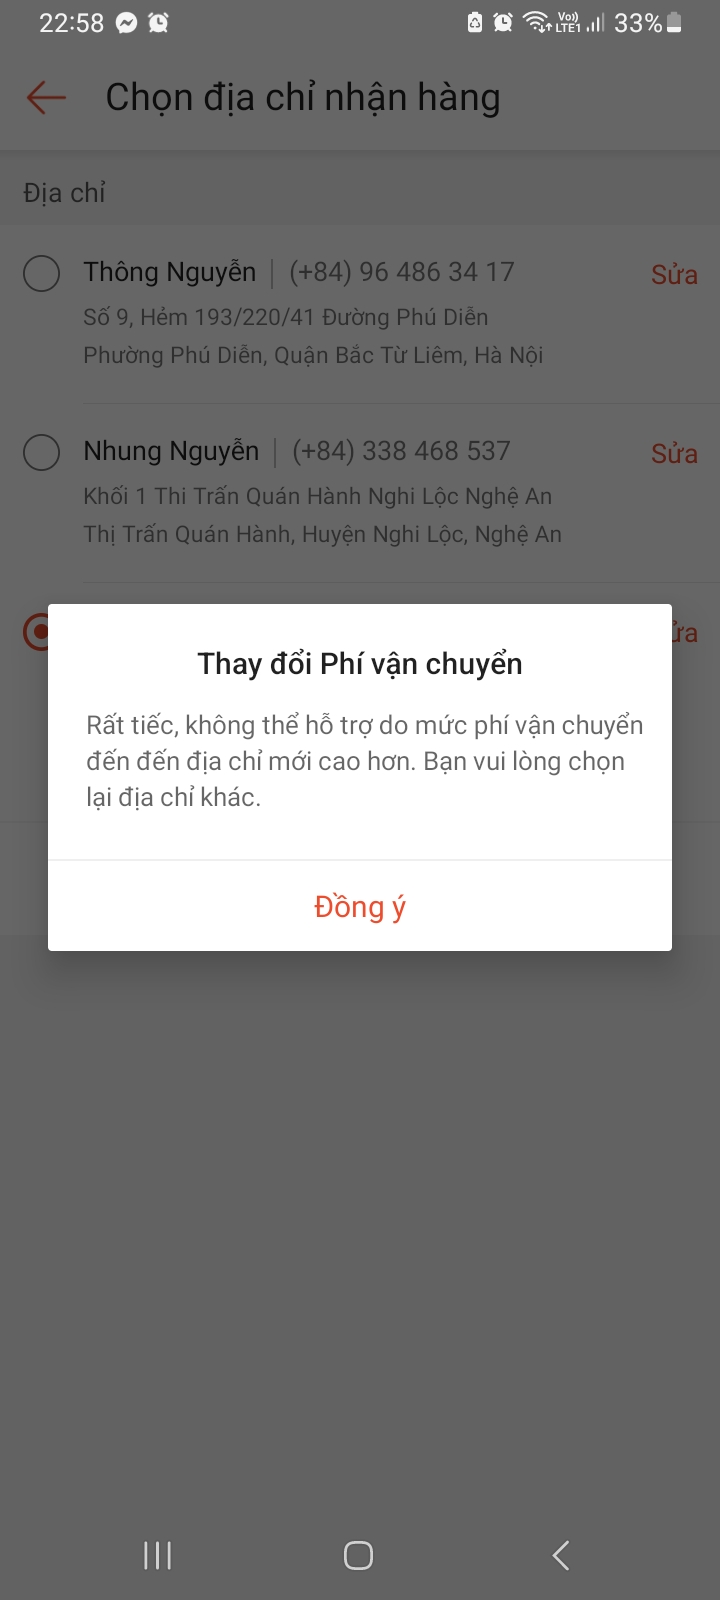 22:58
Vo))
LTE1
33%
Chọn địa chỉ nhận hàng
Địa chỉ
Thông Nguyễn | (+84) 96 486 34 17
Sửa
Số 9, Hẻm 193/220/41 Đường Phú Diễn
Phường Phú Diễn, Quận Bắc Từ Liêm, Hà Nội
Nhung Nguyễn | (+84) 338 468 537
Sửa
Khối 1 Thi Trấn Quán Hành Nghi Lộc Nghệ An
Thị Trấn Quán Hành, Huyện Nghi Lộc, Nghệ An
ửa
Thay đổi Phí vận chuyển
Rất tiếc, không thể hỗ trợ do mức phí vận chuyển
đến đến địa chỉ mới cao hơn. Bạn vui lòng chọn
lại địa chỉ khác.
Đồng ý